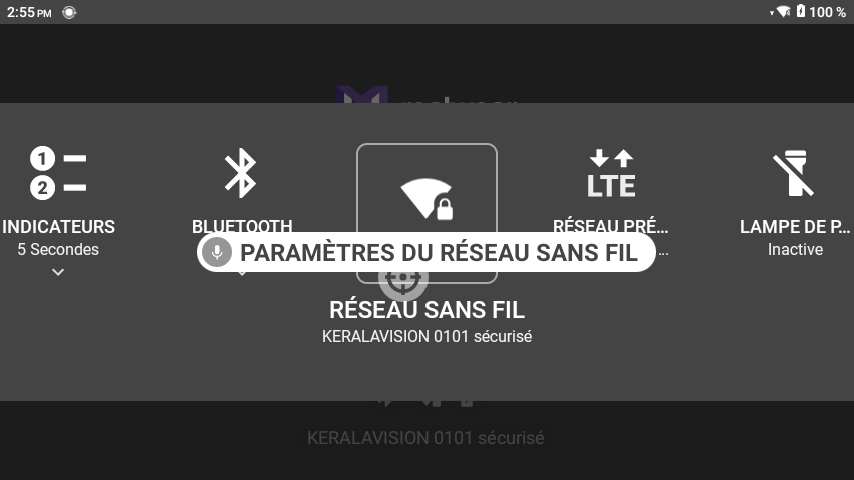 2:55 PM
100 %
1
2
LTE
INDICATEURS
BLUETOOTH
RÉSEAU PRÉ...
LAMPE DE P...
5 Secondes
Inactive
PARAMÈTRES DU RÉSEAU SANS FIL
...
RÉSEAU SANS FIL
KERALAVISION 0101 sécurisé
KERALAVISION 0101 sécurisé